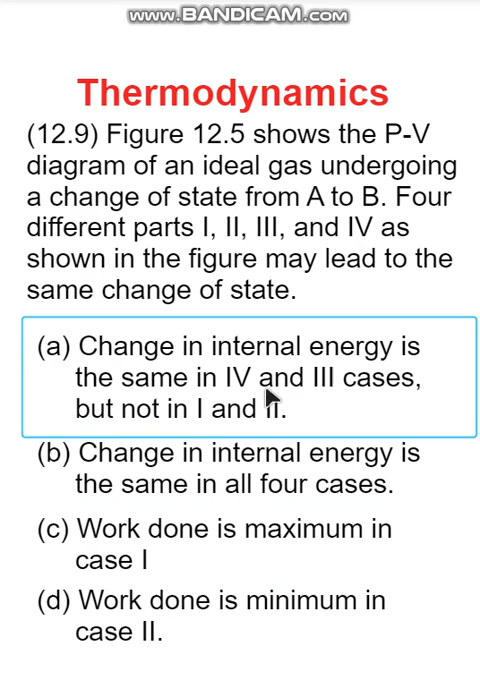 www.BANDICAM.com
Thermodynamics
(12.9) Figure 12.5 shows the P-V
diagram of an ideal gas undergoing
a change of state from A to B. Four
different parts I, II, III, and IV as
shown in the figure may lead to the
same change of state.
(a) Change in internal energy is
the same in IV and III cases,
but not in I and II.
(b) Change in internal energy is
the same in all four cases.
(c) Work done is maximum in
case I
(d) Work done is minimum in
case II.